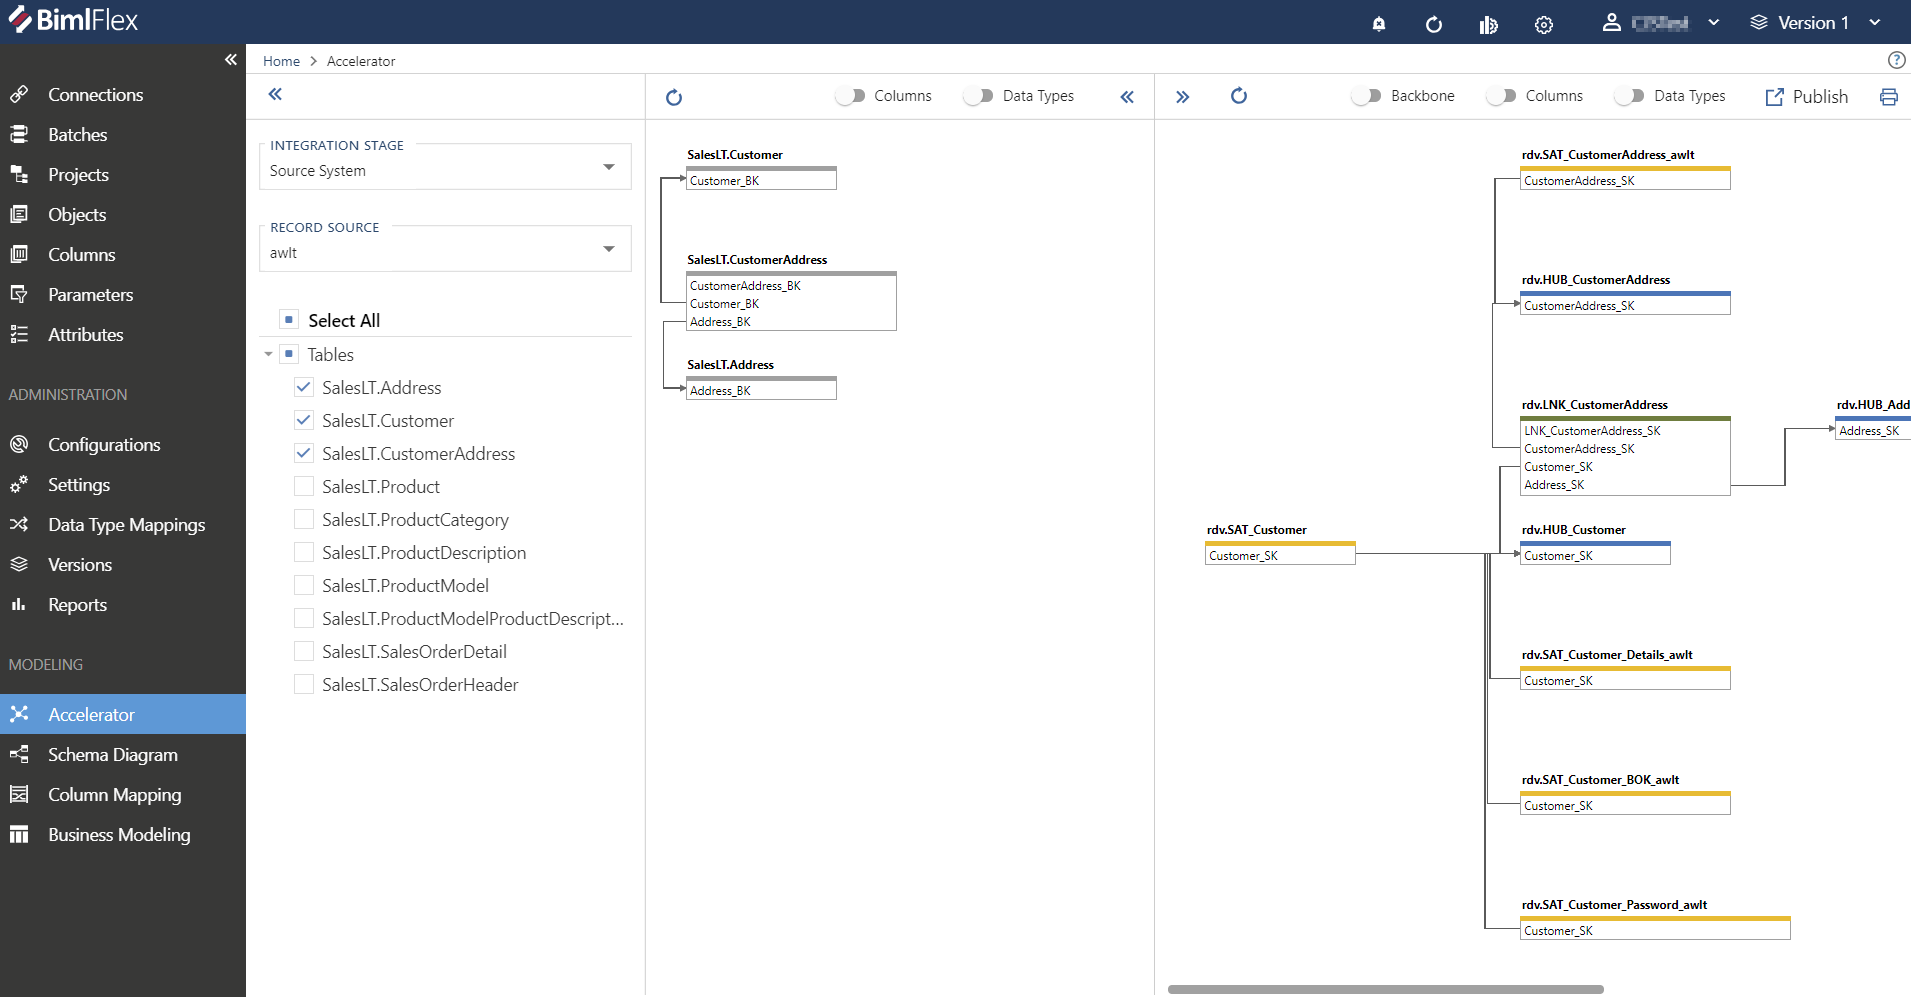 BimlFlex
Version 1
Home > Accelerator
Connections
Batches
Projects
Objects
Columns
Parameters
Attributes
ADMINISTRATION
Configurations
Settings
Data Type Mappings
Versions
Reports
MODELING
Accelerator
Schema Diagram
Column Mapping
Business Modeling
INTEGRATION STAGE
Source System
RECORD SOURCE
awlt
Select All
Tables
SalesLT.Address
SalesLT.Customer
SalesLT.CustomerAddress
SalesLT.Product
SalesLT.ProductCategory
SalesLT.ProductDescription
SalesLT.ProductModel
SalesLT.ProductModelProductDescript...
SalesLT.SalesOrderDetail
SalesLT.SalesOrderHeader
Columns Data Types
SalesLT.Customer
Customer_BK
SalesLT.CustomerAddress
CustomerAddress_BK
Customer_BK
Address_BK
SalesLT.Address
Address_BK
Backbone Columns Data Types Publish
rdv.SAT_CustomerAddress_awlt
CustomerAddress_SK
rdv.HUB_CustomerAddress
CustomerAddress_SK
rdv.LNK_CustomerAddress
LNK_CustomerAddress_SK
CustomerAddress_SK
Customer_SK
Address_SK
rdv.HUB_Add
Address_SK
rdv.SAT_Customer
Customer_SK
rdv.HUB_Customer
Customer_SK
rdv.SAT_Customer_Details_awlt
Customer_SK
rdv.SAT_Customer_BOK_awlt
Customer_SK
rdv.SAT_Customer_Password_awlt
Customer_SK